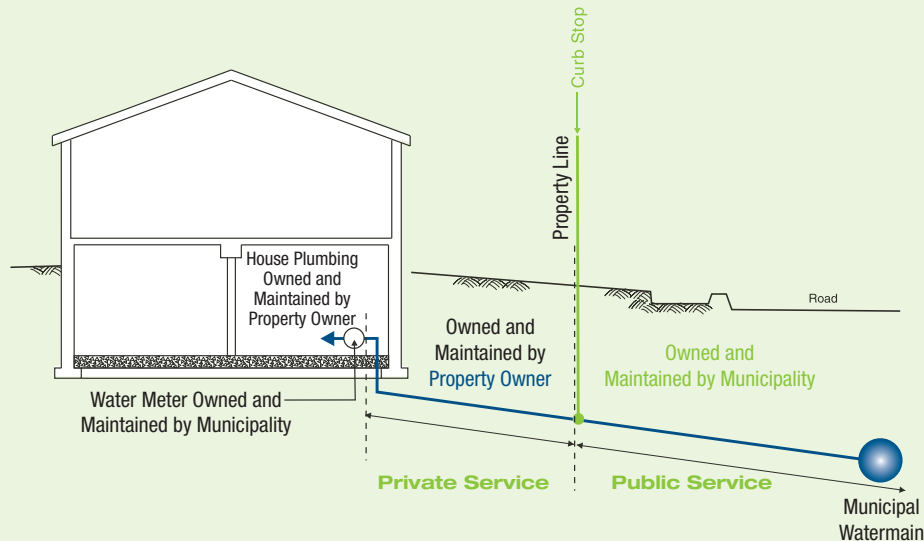 Curb Stop
Property Line
House Plumbing
Owned and
Maintained by
Property Owner
Road
Owned and
Maintained by
Property Owner
Owned and
Maintained by Municipality
Water Meter Owned and
Maintained by Municipality
Private Service
Public Service
Municipal
Watermain